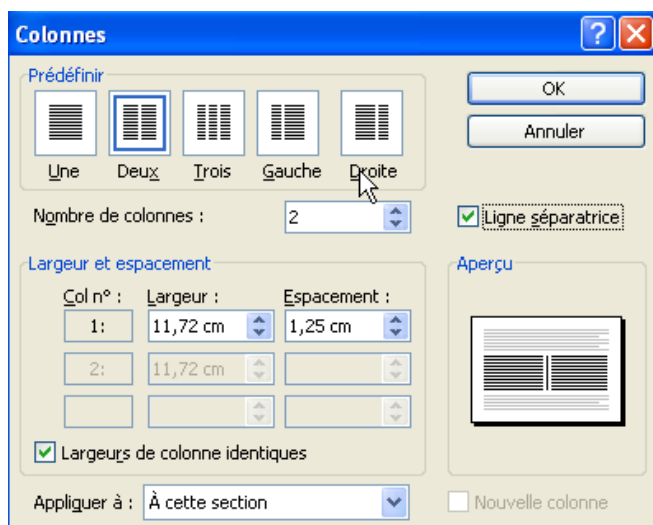 Colonnes
Prédéfinir
Une Deux Trois Gauche Droite
OK
Annuler
Nombre de colonnes : 2
Ligne séparatrice
Largeur et espacement
Col n° : Largeur : Espacement :
1: 11,72 cm 1,25 cm
2: 11,72 cm
Largeurs de colonne identiques
Aperçu
Appliquer à : À cette section
Nouvelle colonne